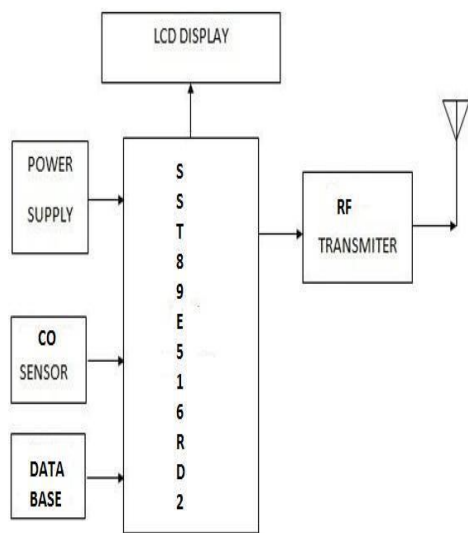 LCD DISPLAY
POWER
SUPPLY
S
S
T
8
9
E
5
1
6
R
D
2
RF
TRANSMITER
CO
SENSOR
DATA
BASE